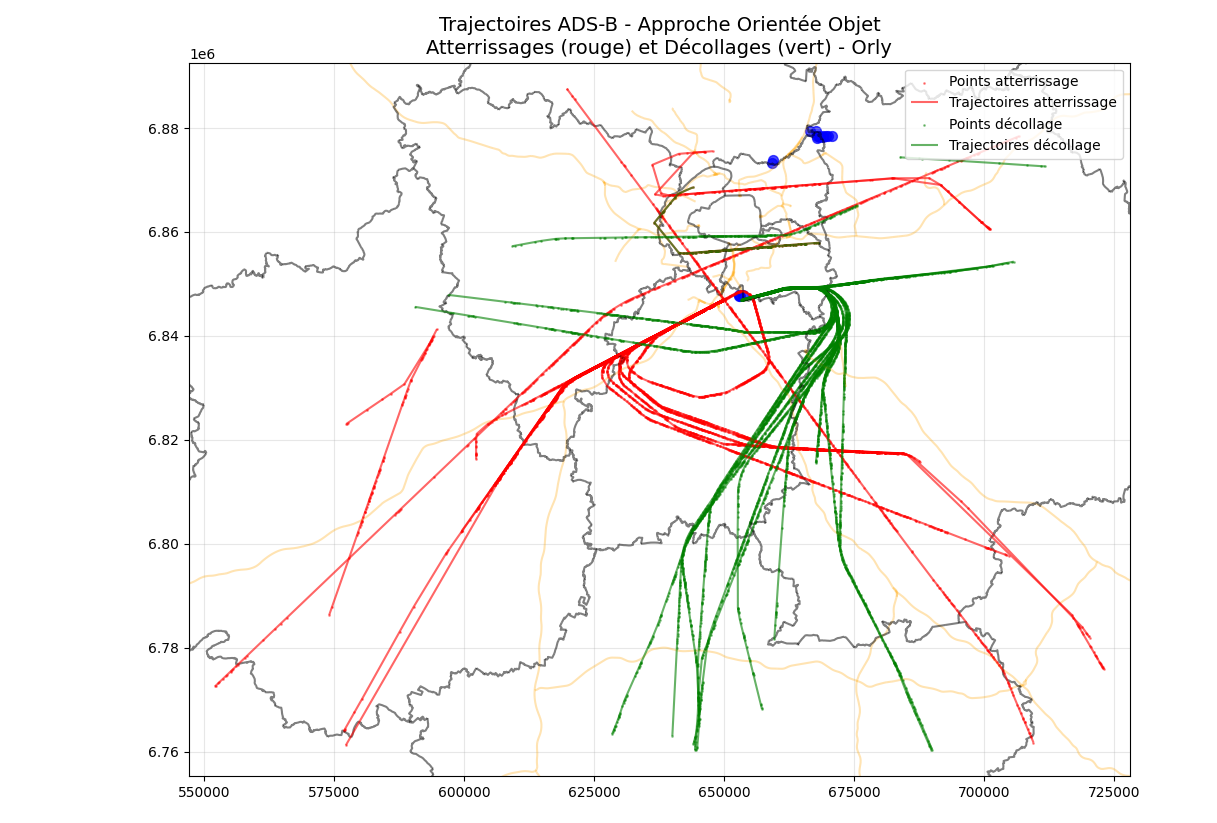 Trajectoires ADS-B - Approche Orientée Objet
Atterrissages (rouge) et Décollages (vert) - Orly
1e6
Points atterrissage
Trajectoires atterrissage
Points décollage
Trajectoires décollage
6.88
6.86
6.84
6.82
6.80
6.78
6.76
550000 575000 600000 625000 650000 675000 700000 725000